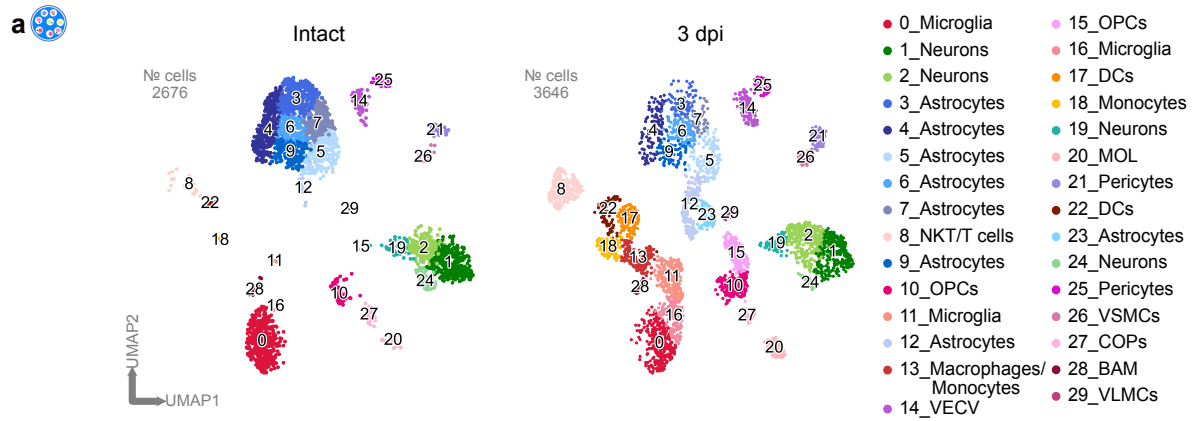 a
Intact
3 dpi
№ cells
2676
№ cells
3646
25
14
3
4
6
7
9
5
21
26
12
8
22
29
18
15
19
2
1
24
11
28
16
10
27
0
20
25
14
3
4
7
6
9
5
21
26
8
12
22
17
23
29
18
13
15
19
2
1
24
11
28
10
16
27
0
20
UMAP2
UMAP1
0_Microglia
1_Neurons
2_Neurons
3_Astrocytes
4_Astrocytes
5_Astrocytes
6_Astrocytes
7_Astrocytes
8_NKT/T cells
9_Astrocytes
10_OPCs
11_Microglia
12_Astrocytes
13_Macrophages/
Monocytes
14_VECV
15_OPCs
16_Microglia
17_DCs
18_Monocytes
19_Neurons
20_MOL
21_Pericytes
22_DCs
23_Astrocytes
24_Neurons
25_Pericytes
26_VSMCs
27_COPs
28_BAM
29_VLMCs